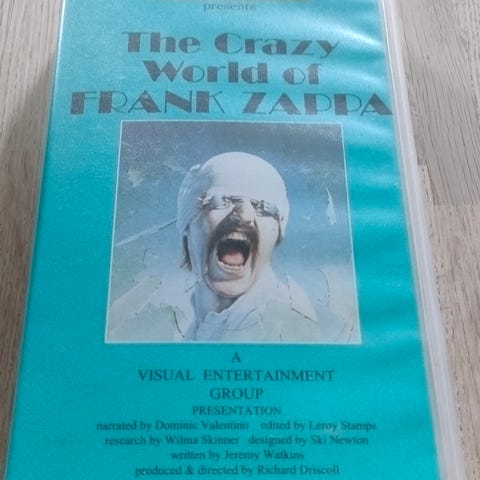 presents
The Crazy
World of
FRANK ZAPPA
A
VISUAL ENTERTAINMENT
GROUP
PRESENTATION
narrated by Dominic Valentino edited by Leroy Stamps
research by Wilma Skinner designed by Ski Newton
written by Jeremy Watkins
produced & directed by Richard Driscoll